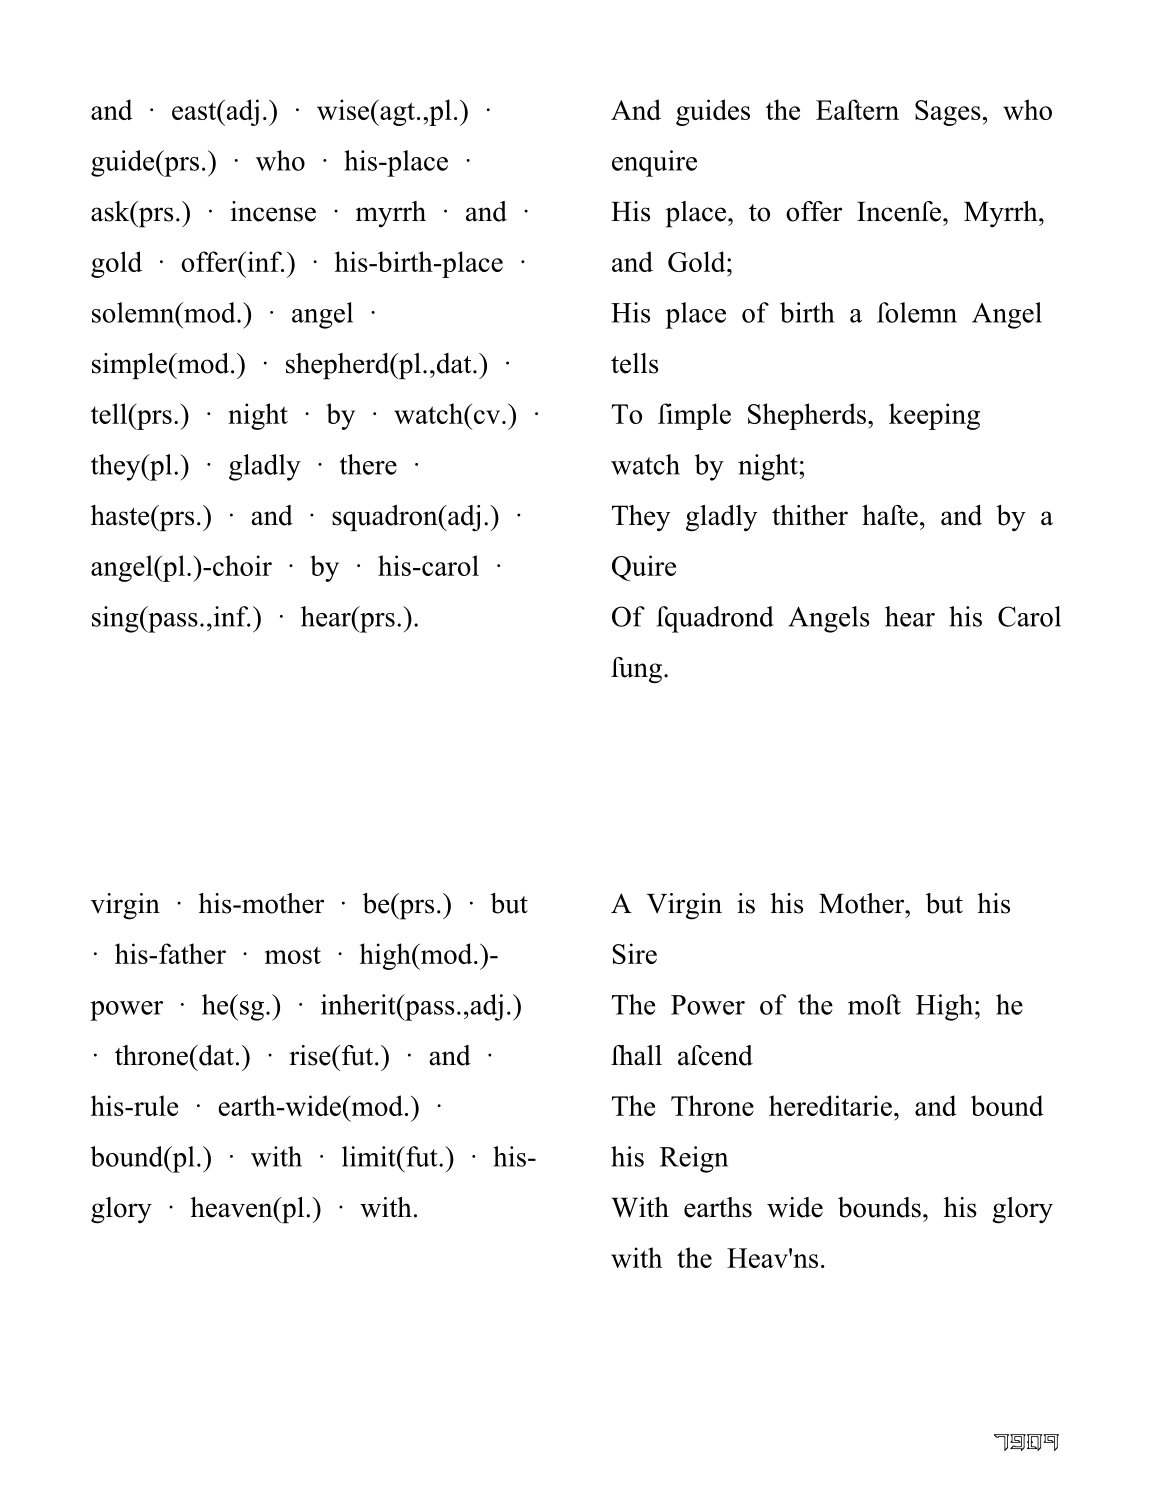 and · east(adj.) · wise(agt.,pl.) ·
guide(prs.) · who · his-place ·
ask(prs.) · incense · myrrh · and ·
gold · offer(inf.) · his-birth-place ·
solemn(mod.) · angel ·
simple(mod.) · shepherd(pl.,dat.) ·
tell(prs.) · night · by · watch(cv.) ·
they(pl.) · gladly · there ·
haste(prs.) · and · squadron(adj.) ·
angel(pl.)-choir · by · his-carol ·
sing(pass.,inf.) · hear(prs.).
And guides the Eaſtern Sages, who
enquire
His place, to offer Incenſe, Myrrh,
and Gold;
His place of birth a ſolemn Angel
tells
To ſimple Shepherds, keeping
watch by night;
They gladly thither haſte, and by a
Quire
Of ſquadrond Angels hear his Carol
ſung.
virgin · his-mother · be(prs.) · but
· his-father · most · high(mod.)-
power · he(sg.) · inherit(pass.,adj.)
· throne(dat.) · rise(fut.) · and ·
his-rule · earth-wide(mod.) ·
bound(pl.) · with · limit(fut.) · his-
glory · heaven(pl.) · with.
A Virgin is his Mother, but his
Sire
The Power of the moſt High; he
ſhall aſcend
The Throne hereditarie, and bound
his Reign
With earths wide bounds, his glory
with the Heav'ns.